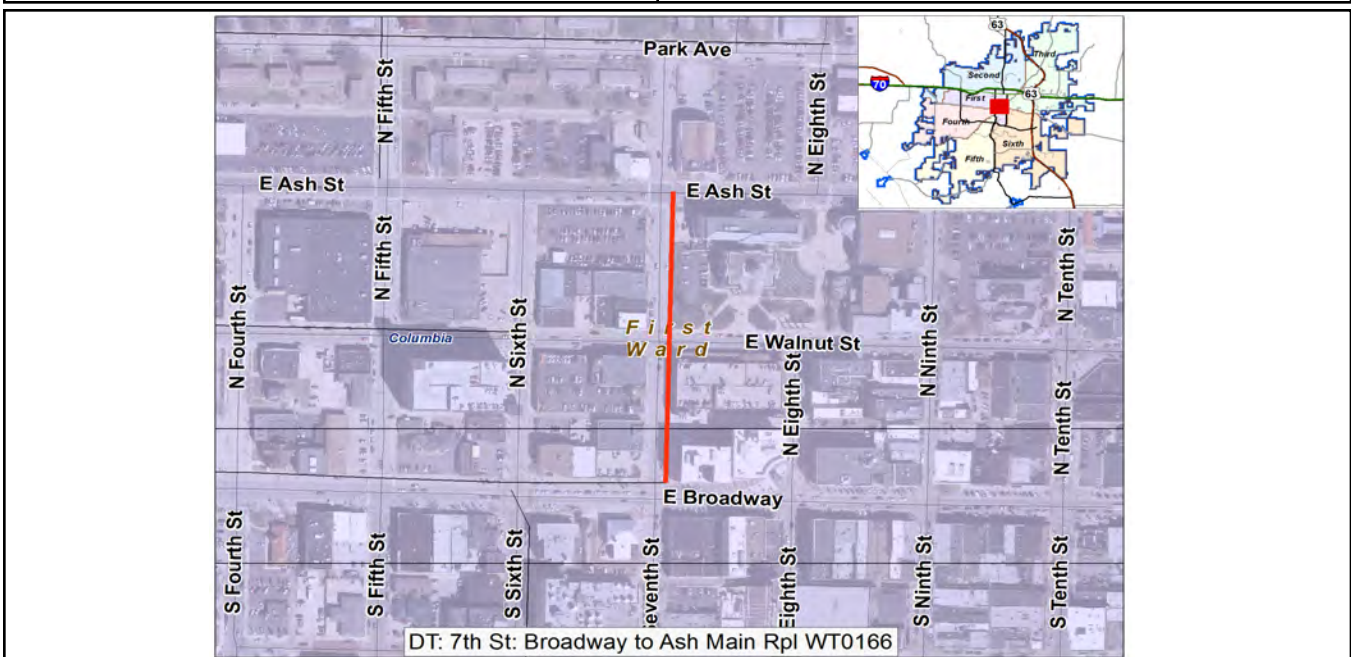 63
Third
Second
70
First
63
Fourth
Sixth
Fifth
Park Ave
N Fifth St
N Eighth St
E Ash St
E Ash St
N Fifth St
N Tenth St
N Fourth St
N Sixth St
First
Ward
Columbia
E Walnut St
N Ninth St
N Eighth St
N Tenth St
E Broadway
S Fourth St
S Fifth St
S Sixth St
Seventh St
Eighth St
S Ninth St
S Tenth St
DT: 7th St: Broadway to Ash Main Rpl WT0166